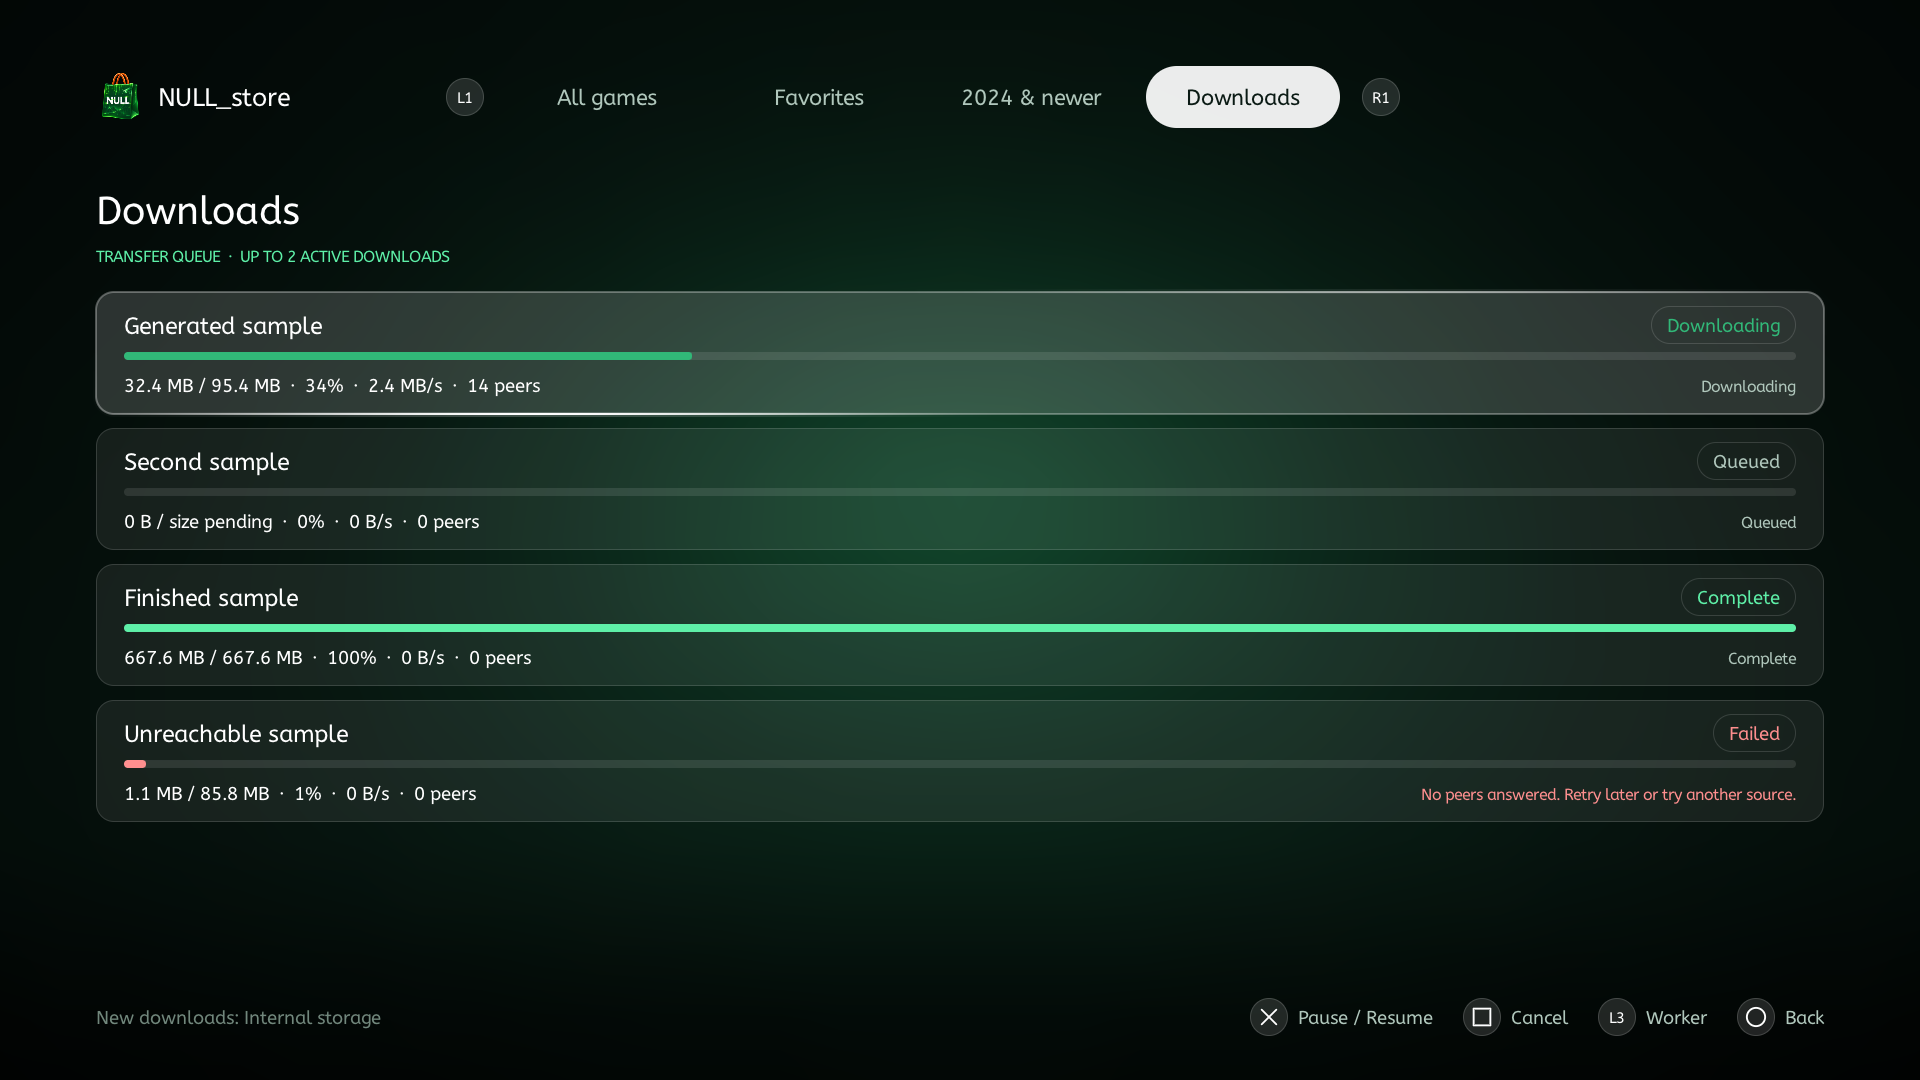 NULL NULL_store L1 All games Favorites 2024 & newer Downloads R1
Downloads
TRANSFER QUEUE · UP TO 2 ACTIVE DOWNLOADS
Generated sample Downloading
32.4 MB / 95.4 MB · 34% · 2.4 MB/s · 14 peers Downloading
Second sample Queued
0 B / size pending · 0% · 0 B/s · 0 peers Queued
Finished sample Complete
667.6 MB / 667.6 MB · 100% · 0 B/s · 0 peers Complete
Unreachable sample Failed
1.1 MB / 85.8 MB · 1% · 0 B/s · 0 peers No peers answered. Retry later or try another source.
New downloads: Internal storage Pause / Resume Cancel L3 Worker Back